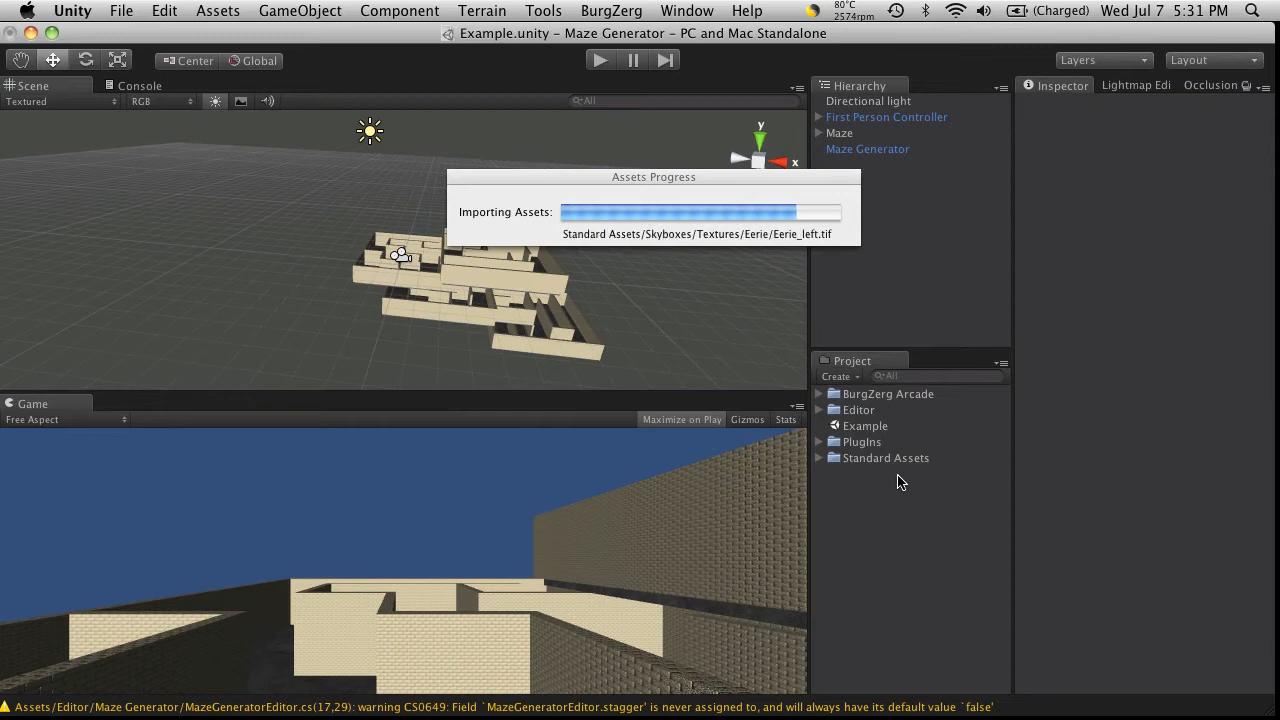 Unity File Edit Assets GameObject Component Terrain Tools BurgZerg Window Help 80°C 2574rpm (Charged) Wed Jul 7 5:31 PM
Example.unity – Maze Generator – PC and Mac Standalone
Center Global Layers Layout
Scene Console
Textured RGB All
y
x
Assets Progress
Importing Assets:
Standard Assets/Skyboxes/Textures/Eerie/Eerie_left.tif
Hierarchy
Directional light
First Person Controller
Maze
Maze Generator
Inspector Lightmap Edi Occlusion
Project
Create All
BurgZerg Arcade
Editor
Example
PlugIns
Standard Assets
Game
Free Aspect Maximize on Play Gizmos Stats
Assets/Editor/Maze Generator/MazeGeneratorEditor.cs(17,29): warning CS0649: Field `MazeGeneratorEditor.stagger' is never assigned to, and will always have its default value `false'